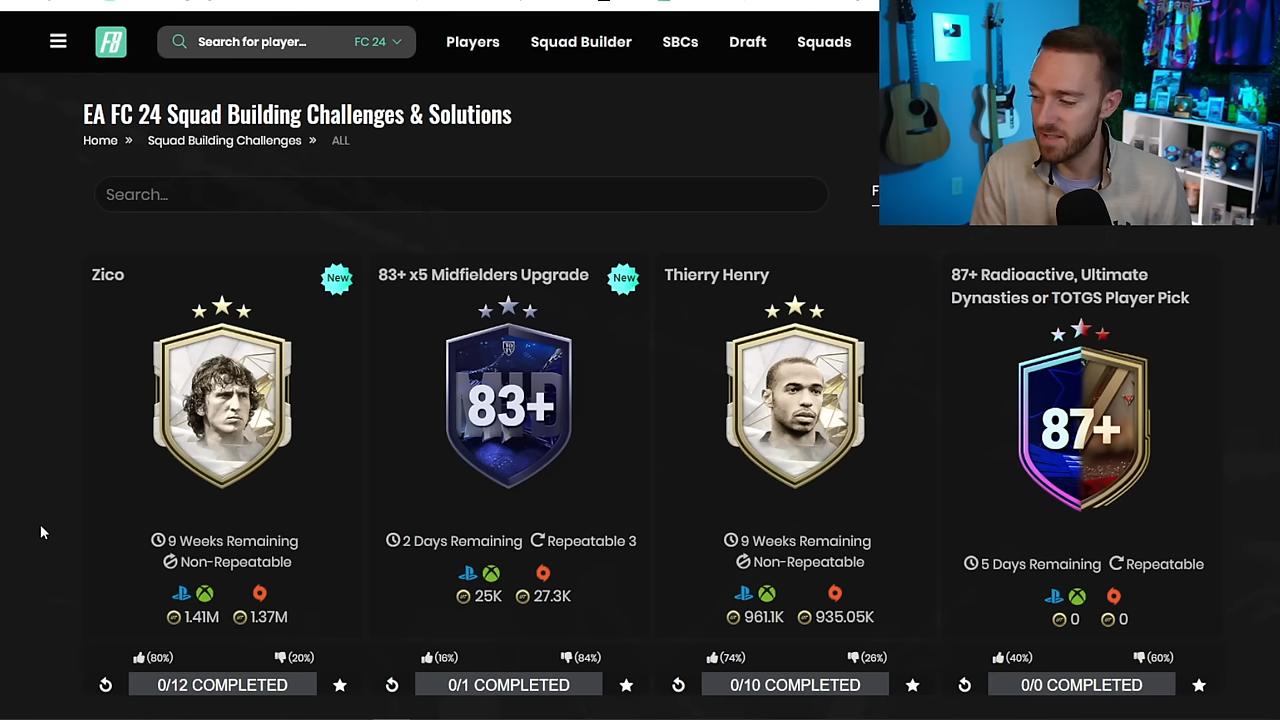 FB
Search for player...
FC 24
Players
Squad Builder
SBCs
Draft
Squads
EA FC 24 Squad Building Challenges & Solutions
Home » Squad Building Challenges » ALL
Search...
F
Zico
New
9 Weeks Remaining
Non-Repeatable
1.41M
1.37M
(80%)
(20%)
0/12 COMPLETED
83+ x5 Midfielders Upgrade
New
MID
83+
2 Days Remaining
Repeatable 3
25K
27.3K
(16%)
(84%)
0/1 COMPLETED
Thierry Henry
9 Weeks Remaining
Non-Repeatable
961.1K
935.05K
(74%)
(26%)
0/10 COMPLETED
87+ Radioactive, Ultimate
Dynasties or TOTGS Player Pick
87+
5 Days Remaining
Repeatable
0
0
(40%)
(60%)
0/0 COMPLETED